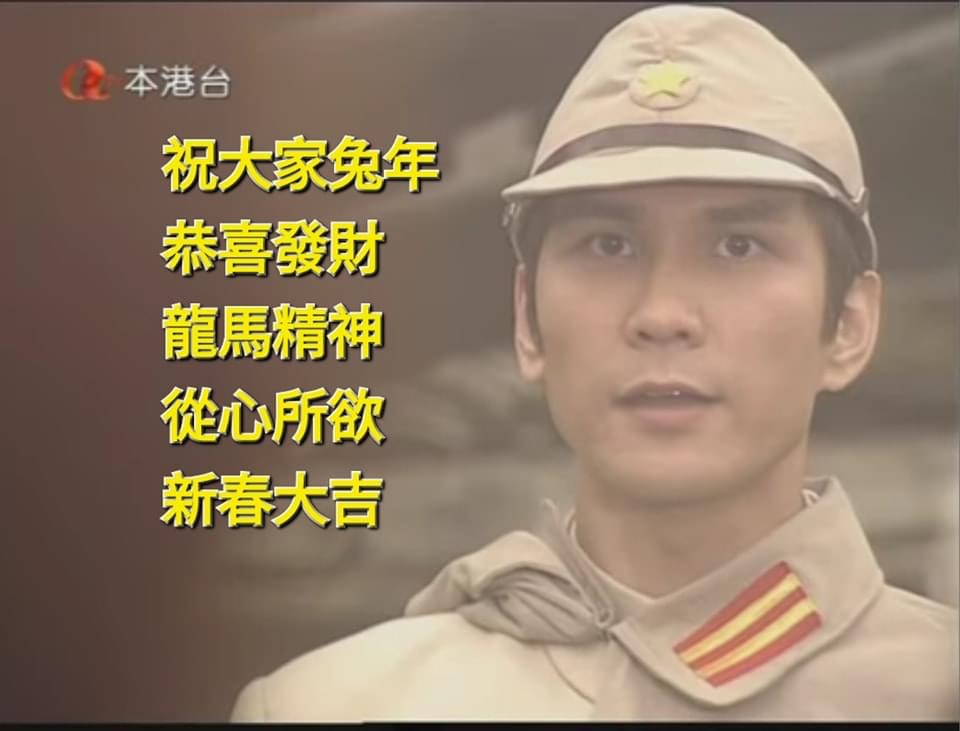 本港台
祝大家兔年
恭喜發財
龍馬精神
從心所欲
新春大吉